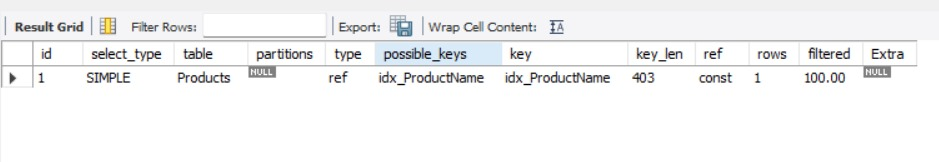 Result Grid Filter Rows: Export: Wrap Cell Content: IA
id select_type table partitions type possible_keys key key_len ref rows filtered Extra
1 SIMPLE Products NULL ref idx_ProductName idx_ProductName 403 const 1 100.00 NULL